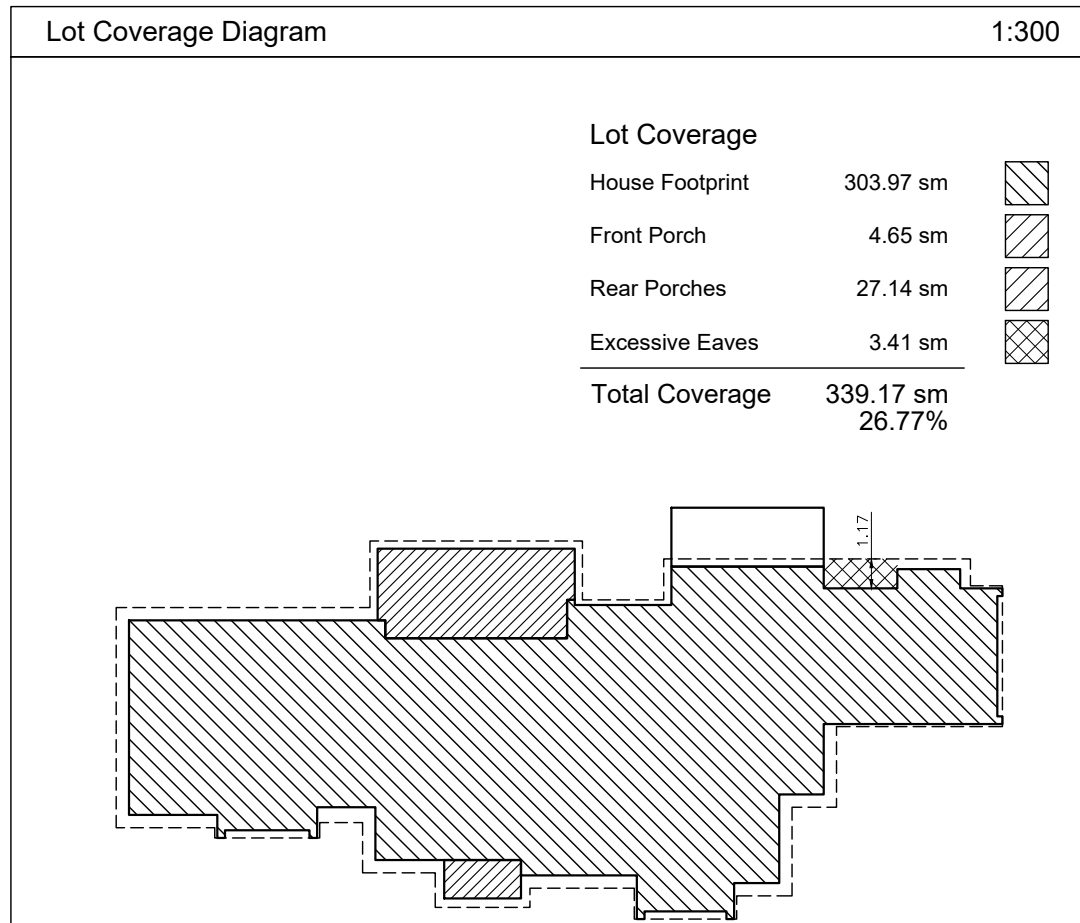 Lot Coverage Diagram 1:300
Lot Coverage
House Footprint 303.97 sm
Front Porch 4.65 sm
Rear Porches 27.14 sm
Excessive Eaves 3.41 sm
Total Coverage 339.17 sm
26.77%
1.17